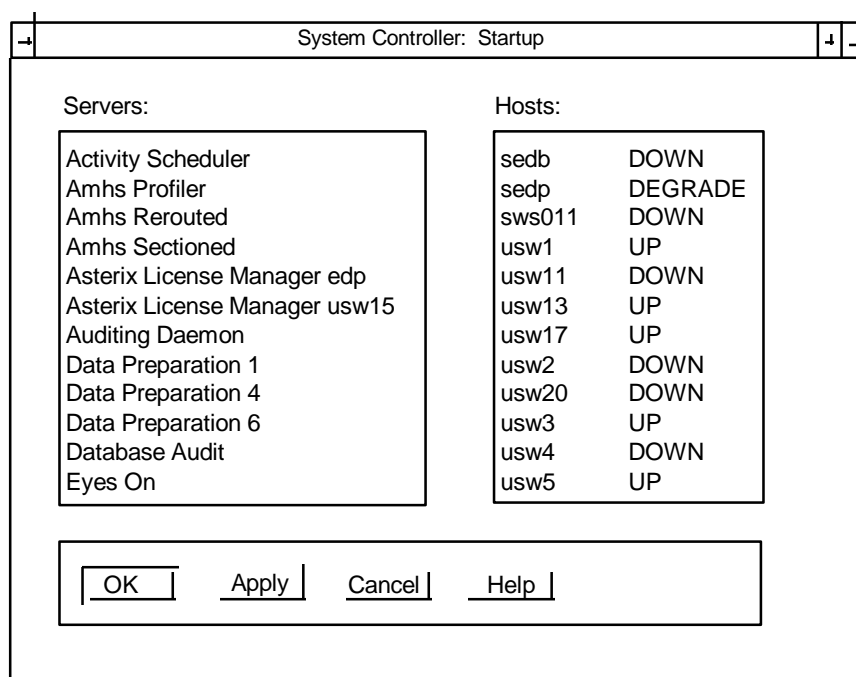 System Controller: Startup
Servers:
Activity Scheduler
Amhs Profiler
Amhs Rerouted
Amhs Sectioned
Asterix License Manager edp
Asterix License Manager usw15
Auditing Daemon
Data Preparation 1
Data Preparation 4
Data Preparation 6
Database Audit
Eyes On
Hosts:
sedb DOWN
sedp DEGRADE
sws011 DOWN
usw1 UP
usw11 DOWN
usw13 UP
usw17 UP
usw2 DOWN
usw20 DOWN
usw3 UP
usw4 DOWN
usw5 UP
OK Apply Cancel Help